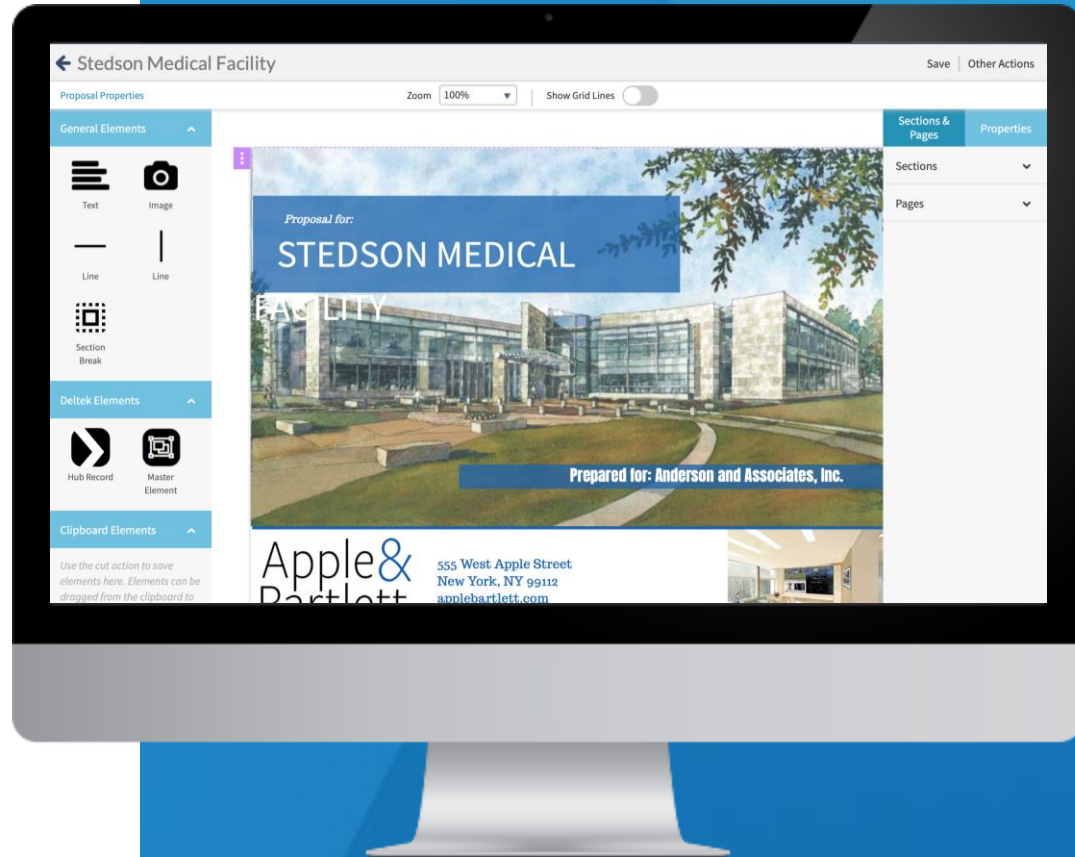 Stedson Medical Facility
Save
Other Actions
Proposal Properties
Zoom
100%
Show Grid Lines
General Elements
Text
Image
Line
Line
Section
Break
Deltek Elements
Hub Record
Master
Element
Clipboard Elements
Use the cut action to save
elements here. Elements can be
dragged from the clipboard to
Proposal for:
STEDSON MEDICAL
FACILITY
Prepared for: Anderson and Associates, Inc.
Apple&
Bartlett
555 West Apple Street
New York, NY 99112
applebartlett.com
Sections &
Pages
Properties
Sections
Pages